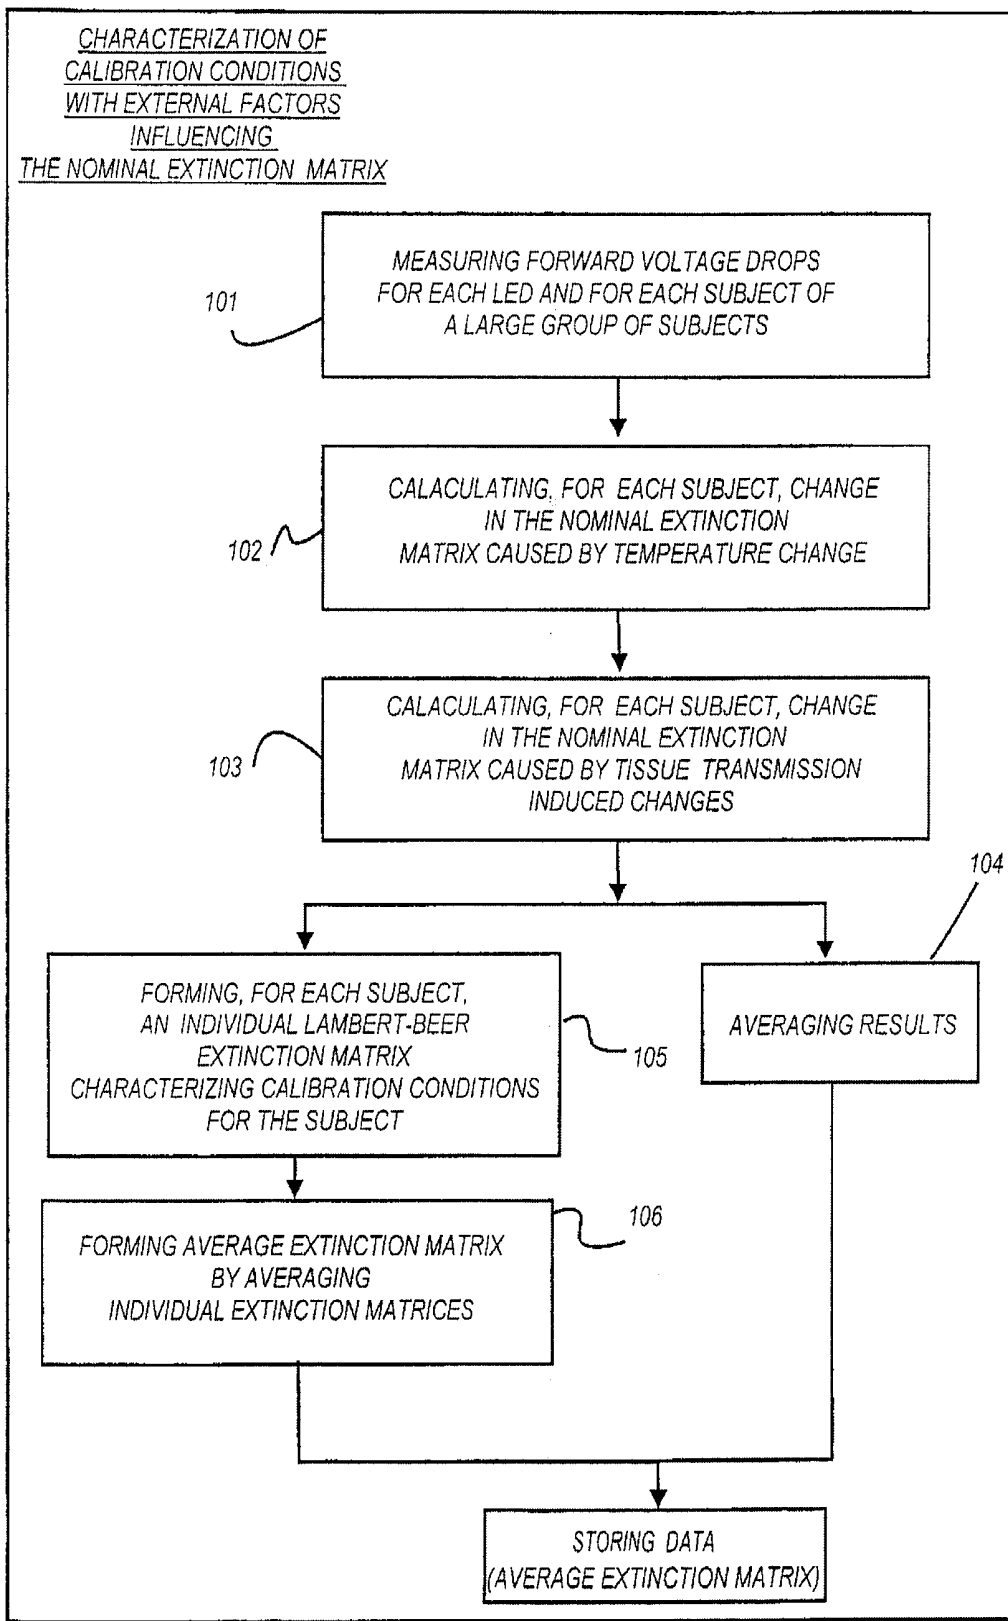 CHARACTERIZATION OF
CALIBRATION CONDITIONS
WITH EXTERNAL FACTORS
INFLUENCING
THE NOMINAL EXTINCTION MATRIX
MEASURING FORWARD VOLTAGE DROPS
FOR EACH LED AND FOR EACH SUBJECT OF
A LARGE GROUP OF SUBJECTS
101
CALACULATING, FOR EACH SUBJECT, CHANGE
IN THE NOMINAL EXTINCTION
MATRIX CAUSED BY TEMPERATURE CHANGE
102
CALACULATING, FOR EACH SUBJECT, CHANGE
IN THE NOMINAL EXTINCTION
MATRIX CAUSED BY TISSUE TRANSMISSION
INDUCED CHANGES
103
104
FORMING, FOR EACH SUBJECT,
AN INDIVIDUAL LAMBERT-BEER
EXTINCTION MATRIX
CHARACTERIZING CALIBRATION CONDITIONS
FOR THE SUBJECT
105
AVERAGING RESULTS
106
FORMING AVERAGE EXTINCTION MATRIX
BY AVERAGING
INDIVIDUAL EXTINCTION MATRICES
STORING DATA
(AVERAGE EXTINCTION MATRIX)